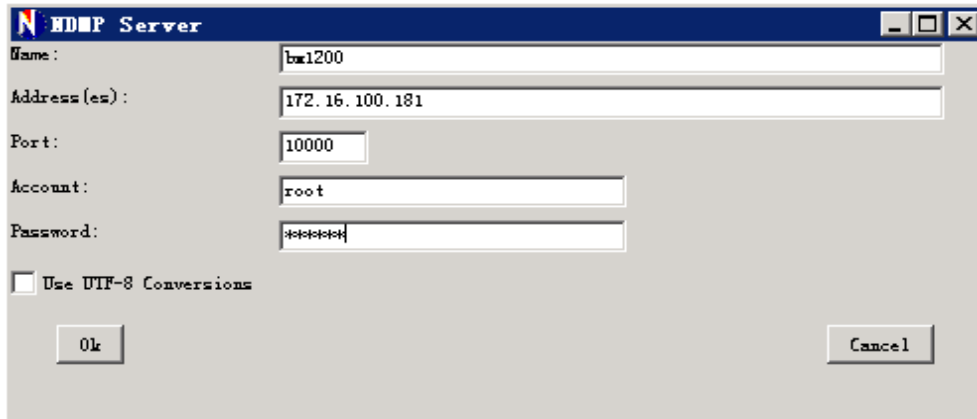 NDMP Server
Name: bm1200
Address(es): 172.16.100.181
Port: 10000
Account: root
Password: ******
Use UTF-8 Conversions
Ok Cancel